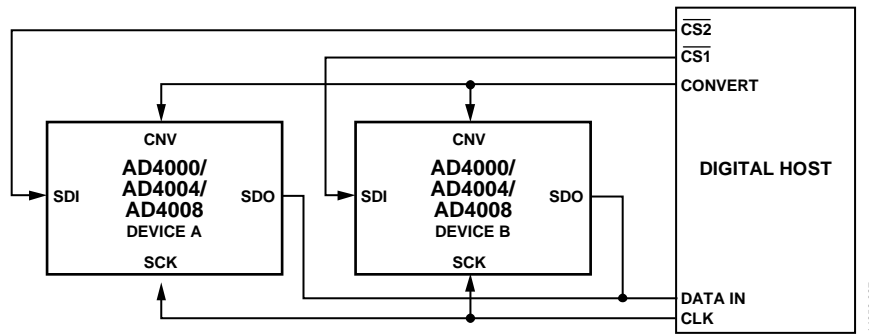 CS2
CS1
CONVERT
DIGITAL HOST
DATA IN
CLK
CNV
AD4000/
AD4004/
AD4008
DEVICE A
SDI
SDO
SCK
CNV
AD4000/
AD4004/
AD4008
DEVICE B
SDI
SDO
SCK